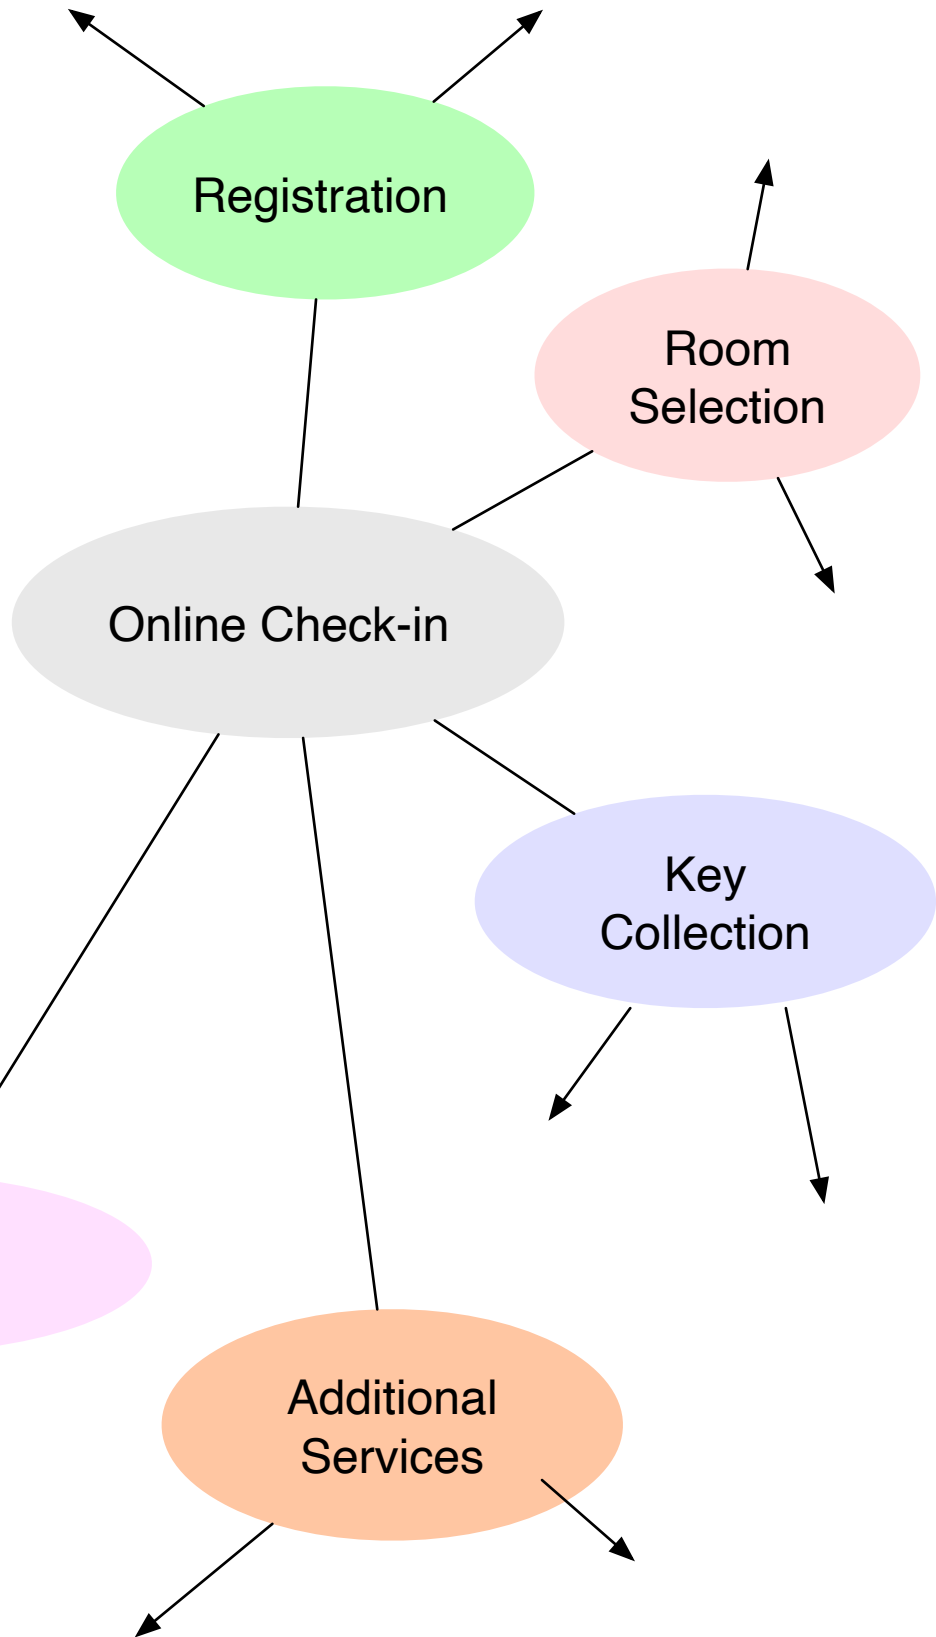 Registration
Room
Selection
Online Check-in
Key
Collection
Additional
Services